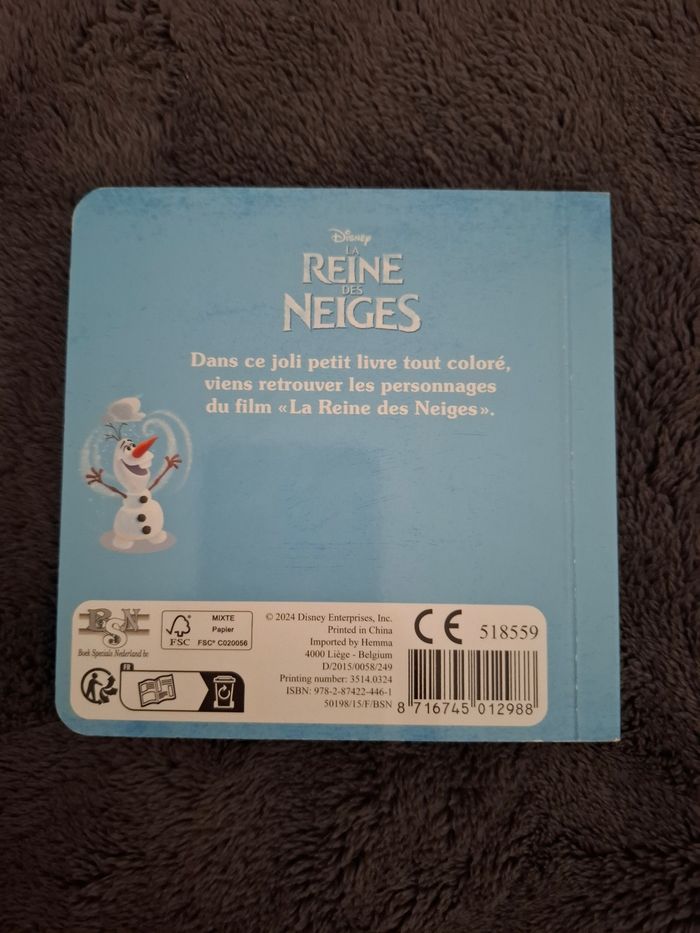 Disney
LA
REINE
DES
NEIGES
Dans ce joli petit livre tout coloré,
viens retrouver les personnages
du film «La Reine des Neiges».
BSN
Boek Specials Nederland bv
FSC
MIXTE
Papier
FSC® C020056
FR
© 2024 Disney Enterprises, Inc.
Printed in China
Imported by Hemma
4000 Liège - Belgium
D/2015/0058/249
Printing number: 3514.0324
ISBN: 978-2-87422-446-1
50198/15/F/BSN
CE 518559
8 716745 012988